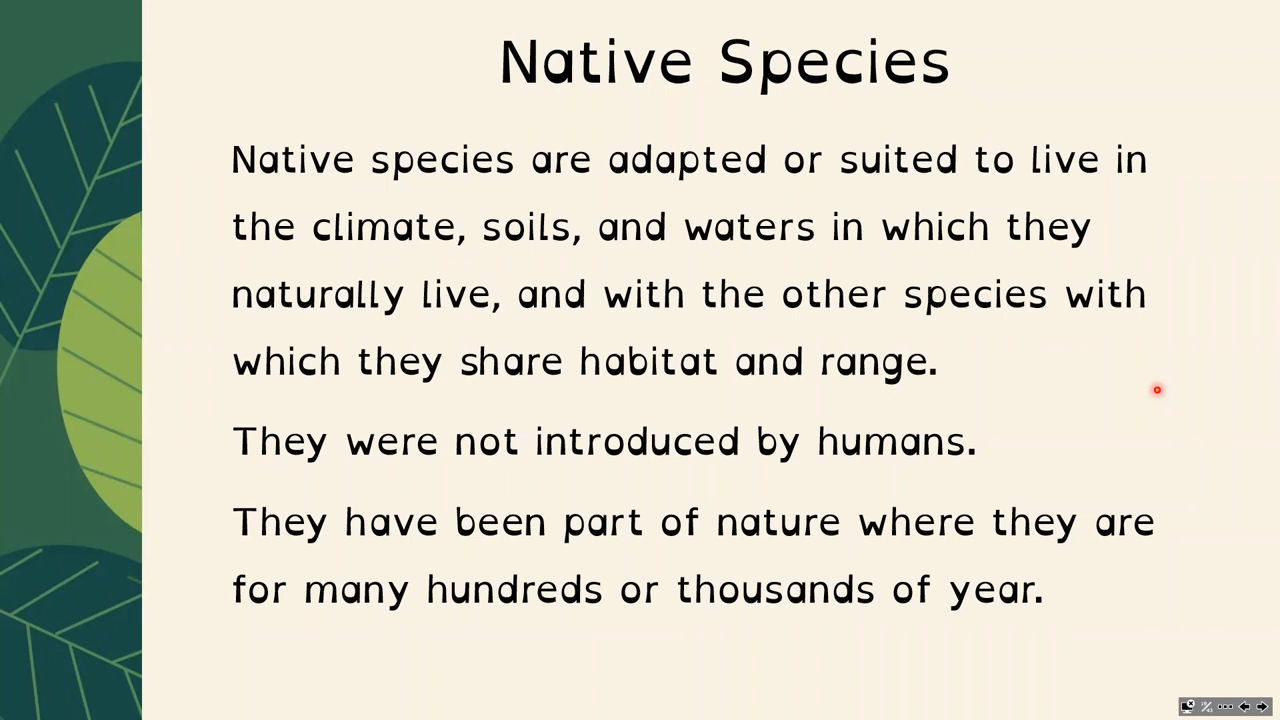 Native Species
Native species are adapted or suited to live in
the climate, soils, and waters in which they
naturally live, and with the other species with
which they share habitat and range.
They were not introduced by humans.
They have been part of nature where they are
for many hundreds or thousands of year.